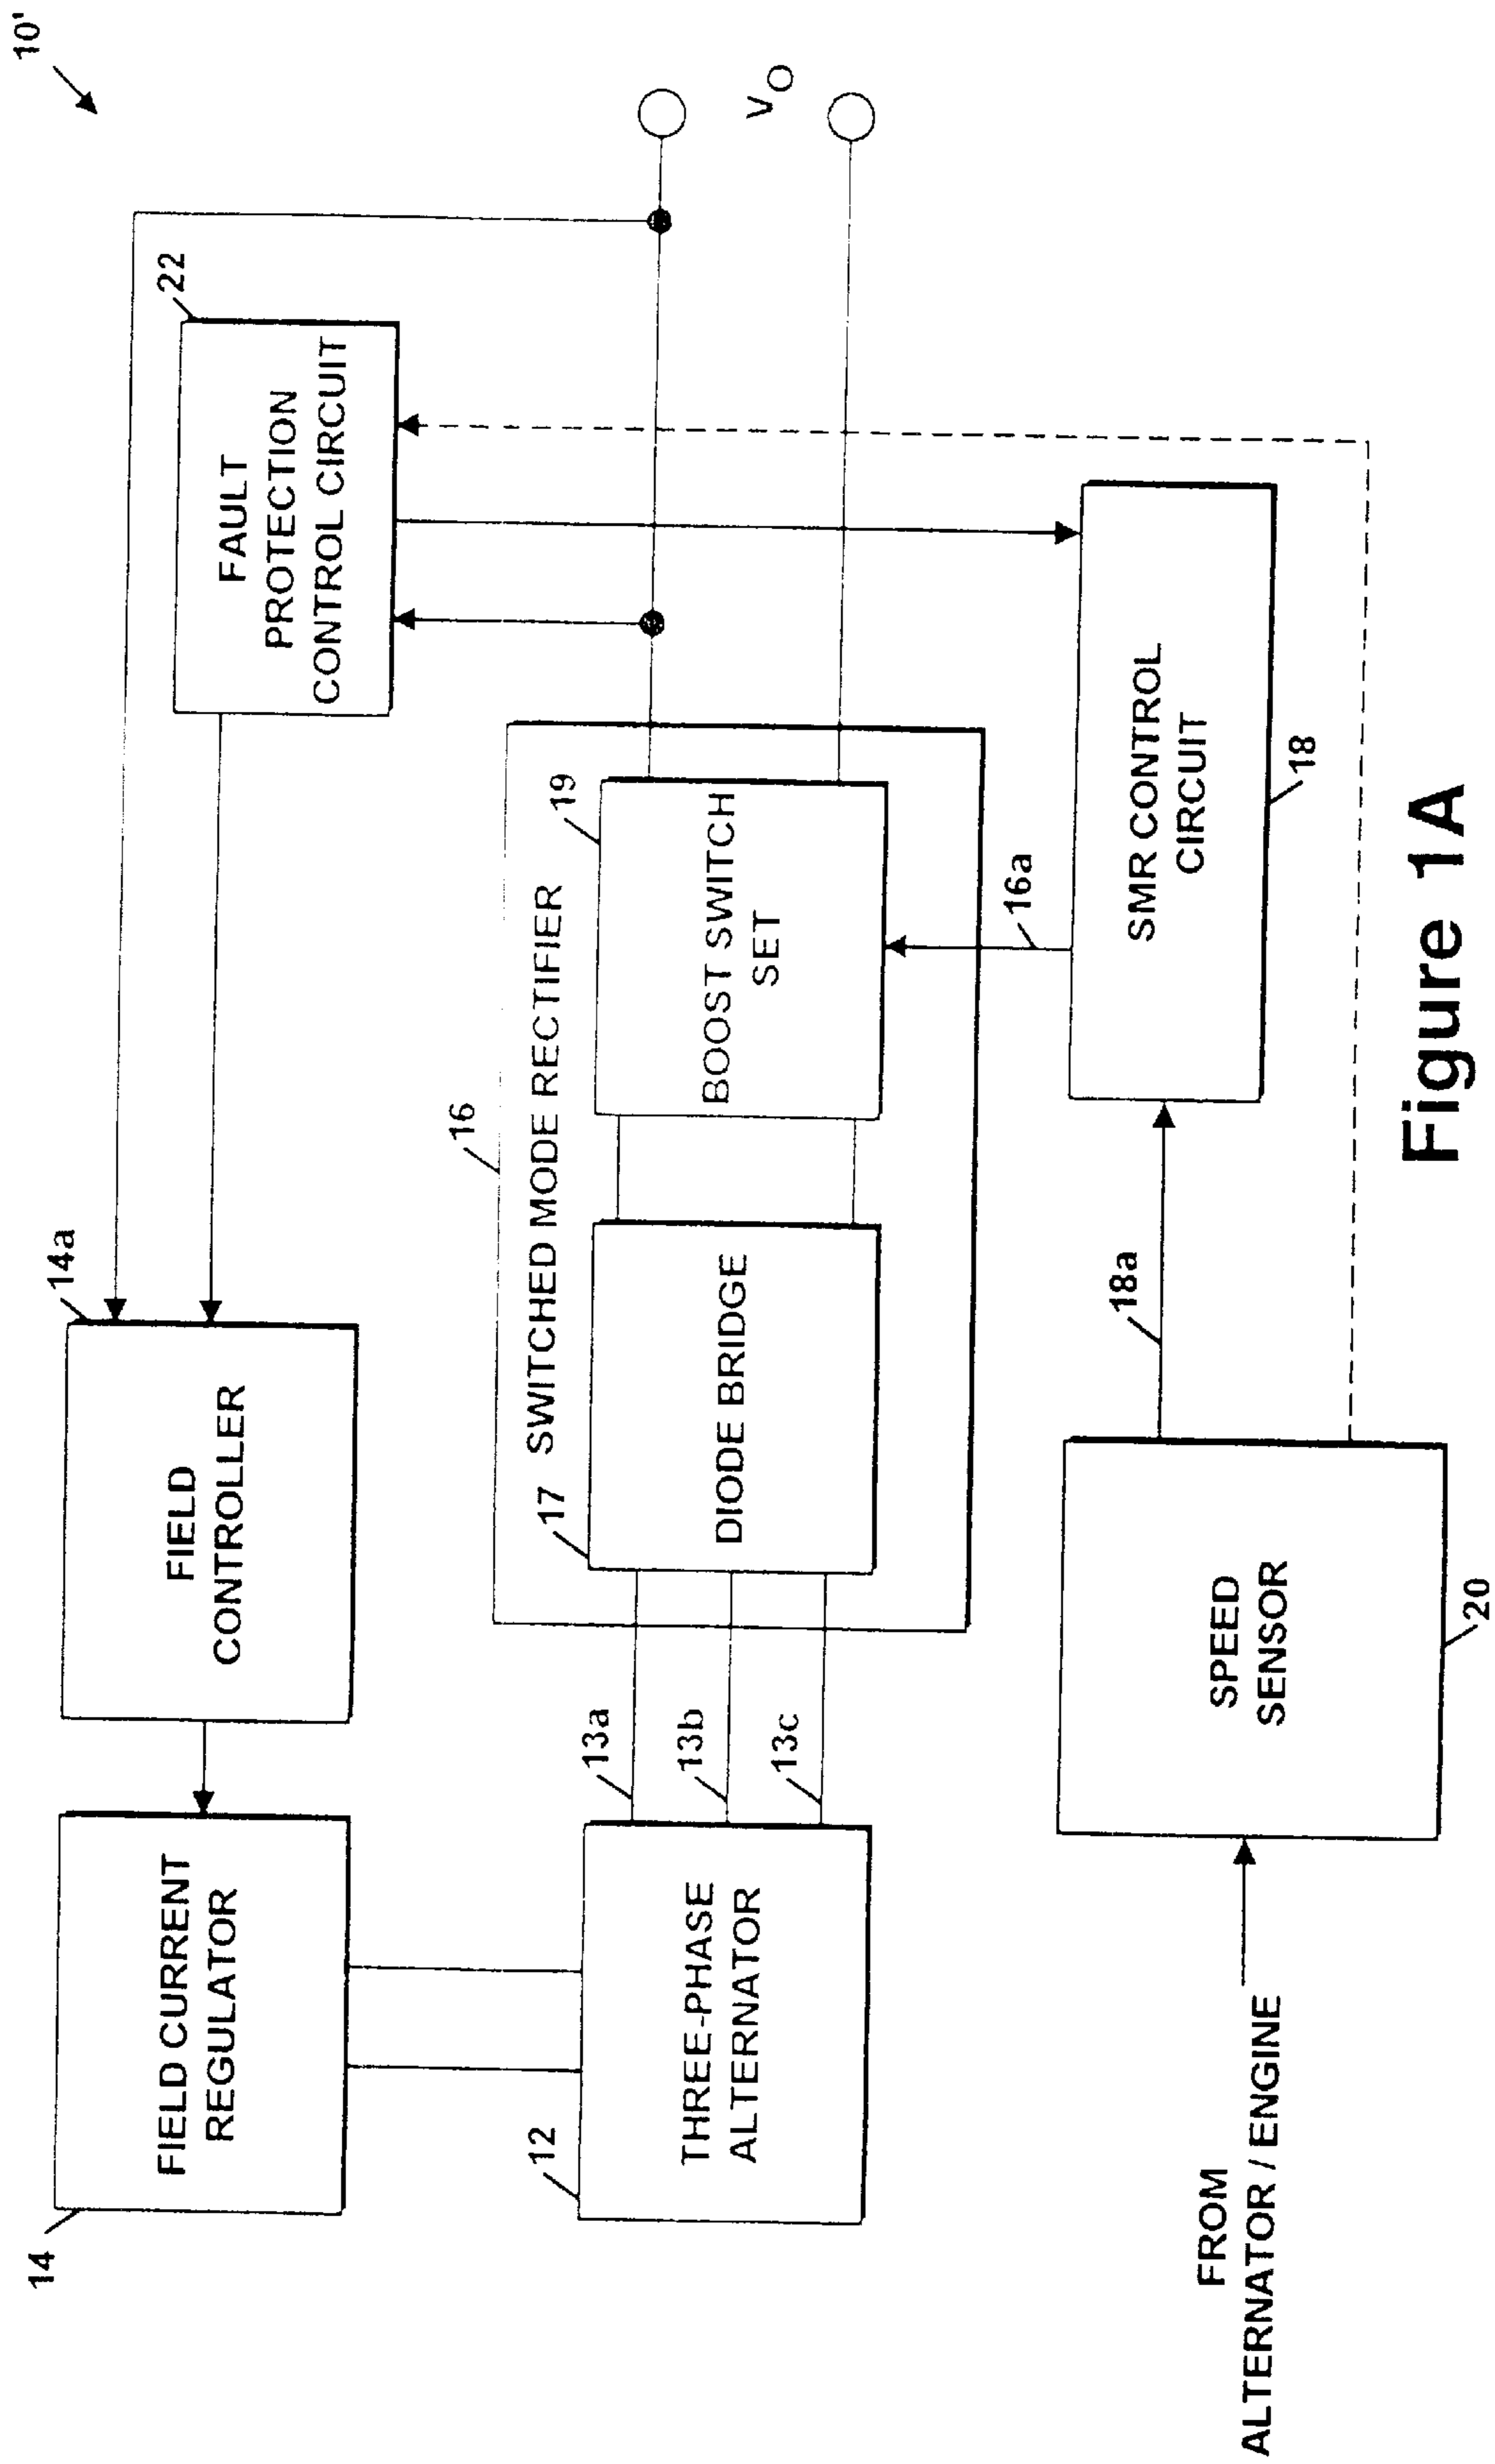 10'
14
FIELD CURRENT
REGULATOR
14a
FIELD
CONTROLLER
22
FAULT
PROTECTION
CONTROL CIRCUIT
12
THREE-PHASE
ALTERNATOR
13a
13b
13c
16
SWITCHED MODE RECTIFIER
17
DIODE BRIDGE
19
BOOST SWITCH
SET
VO
16a
FROM
ALTERNATOR / ENGINE
SPEED
SENSOR
20
18a
SMR CONTROL
CIRCUIT
18
Figure 1A